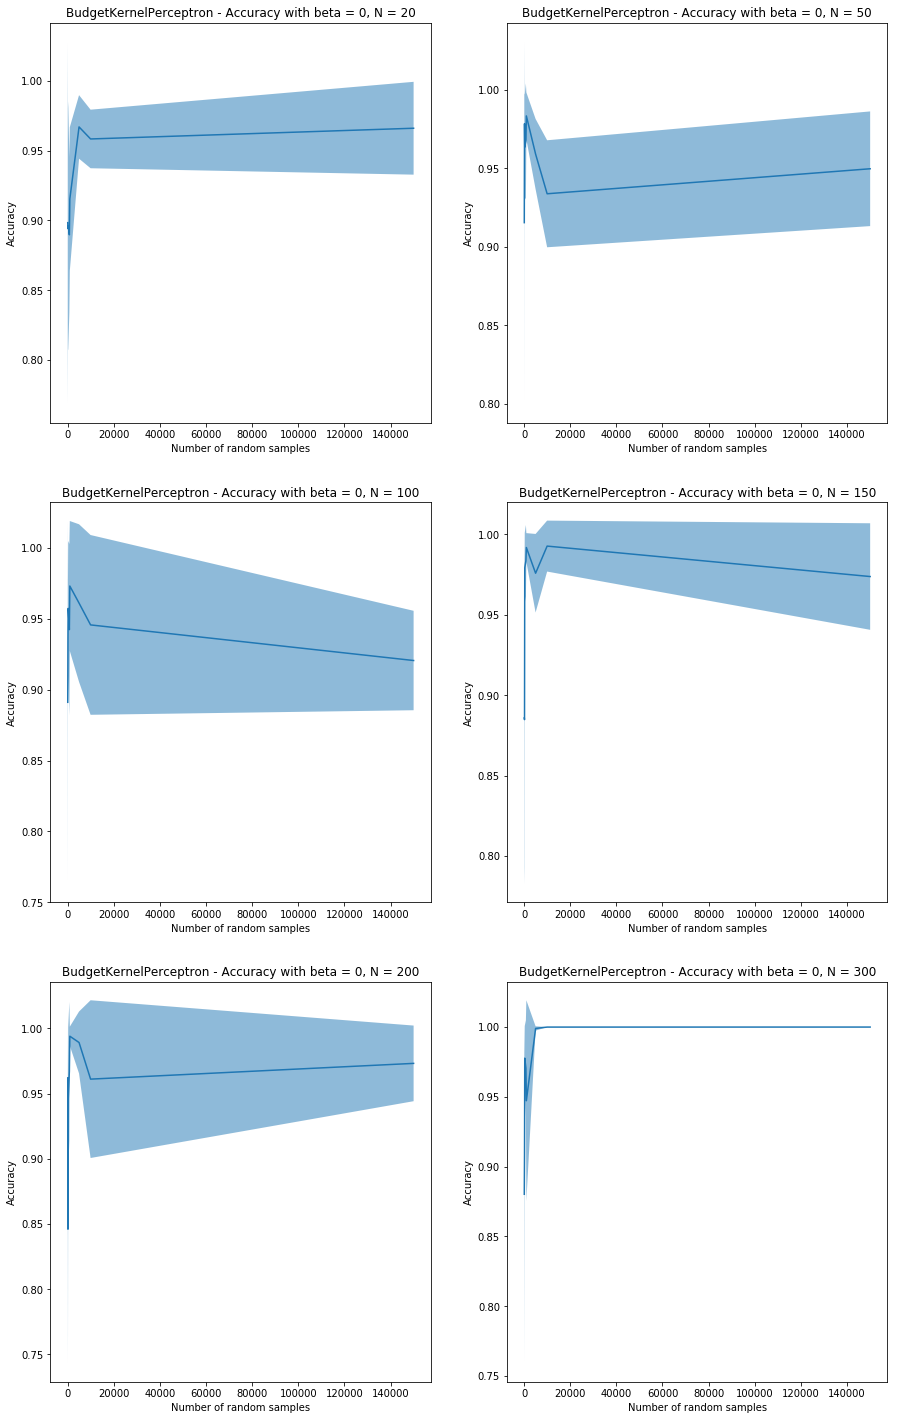 BudgetKernelPerceptron - Accuracy with beta = 0, N = 20
1.00
0.95
0.90
0.85
0.80
Accuracy
0 20000 40000 60000 80000 100000 120000 140000
Number of random samples
BudgetKernelPerceptron - Accuracy with beta = 0, N = 50
1.00
0.95
0.90
0.85
0.80
Accuracy
0 20000 40000 60000 80000 100000 120000 140000
Number of random samples
BudgetKernelPerceptron - Accuracy with beta = 0, N = 100
1.00
0.95
0.90
0.85
0.80
0.75
Accuracy
0 20000 40000 60000 80000 100000 120000 140000
Number of random samples
BudgetKernelPerceptron - Accuracy with beta = 0, N = 150
1.00
0.95
0.90
0.85
0.80
Accuracy
0 20000 40000 60000 80000 100000 120000 140000
Number of random samples
BudgetKernelPerceptron - Accuracy with beta = 0, N = 200
1.00
0.95
0.90
0.85
0.80
0.75
Accuracy
0 20000 40000 60000 80000 100000 120000 140000
Number of random samples
BudgetKernelPerceptron - Accuracy with beta = 0, N = 300
1.00
0.95
0.90
0.85
0.80
0.75
Accuracy
0 20000 40000 60000 80000 100000 120000 140000
Number of random samples